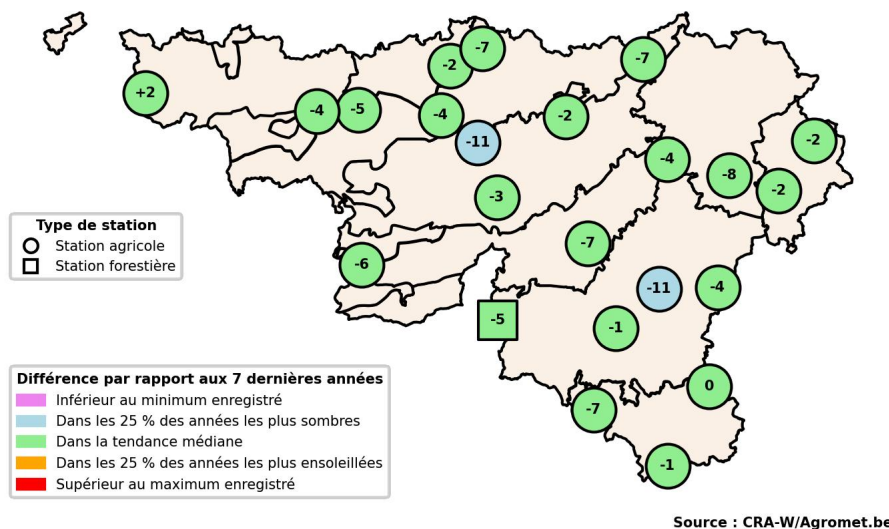 -7
-2
-7
+2
-4
-5
-4
-2
-11
-2
-4
-8
-2
-3
Type de station
Station agricole
Station forestière
-7
-6
-11
-4
-5
-1
Différence par rapport aux 7 dernières années
Inférieur au minimum enregistré
Dans les 25 % des années les plus sombres
Dans la tendance médiane
Dans les 25 % des années les plus ensoleillées
Supérieur au maximum enregistré
0
-7
-1
Source : CRA-W/Agromet.be